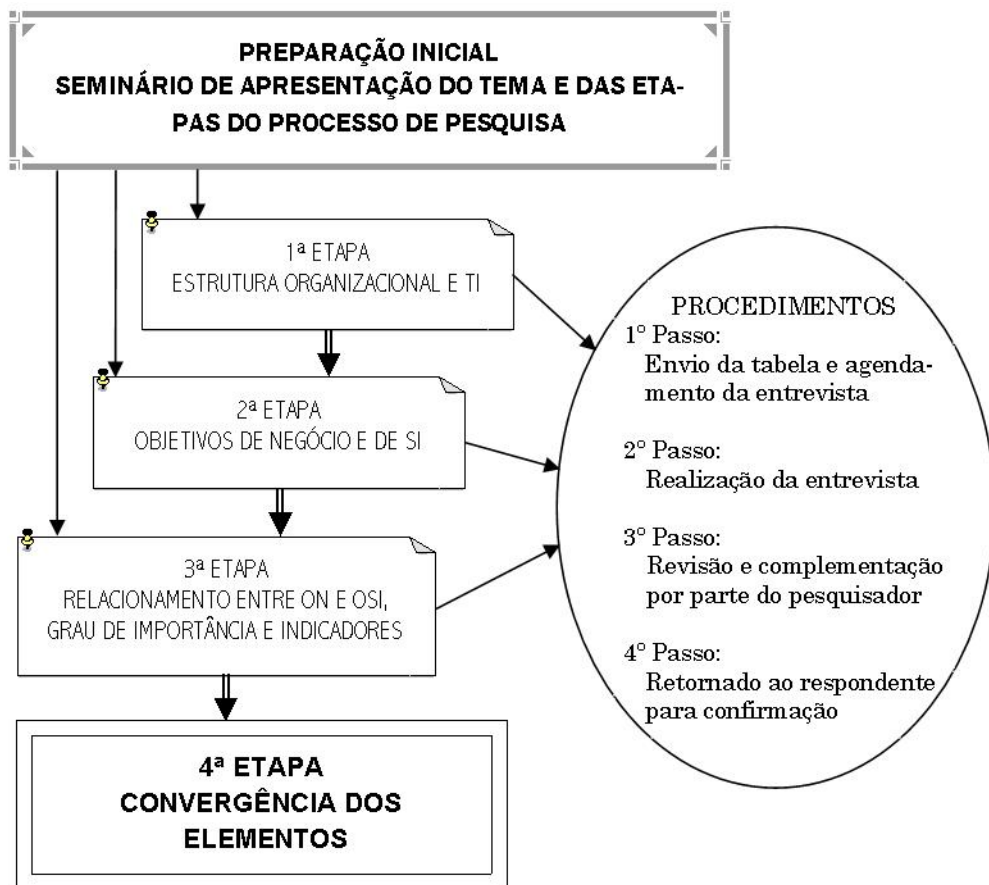 PREPARAÇÃO INICIAL
SEMINÁRIO DE APRESENTAÇÃO DO TEMA E DAS ETA-
PAS DO PROCESSO DE PESQUISA
1ª ETAPA
ESTRUTURA ORGANIZACIONAL E TI
2ª ETAPA
OBJETIVOS DE NEGÓCIO E DE SI
3ª ETAPA
RELACIONAMENTO ENTRE ON E OSI,
GRAU DE IMPORTÂNCIA E INDICADORES
4ª ETAPA
CONVERGÊNCIA DOS
ELEMENTOS
PROCEDIMENTOS
1° Passo:
Envio da tabela e agenda-
mento da entrevista
2° Passo:
Realização da entrevista
3° Passo:
Revisão e complementação
por parte do pesquisador
4° Passo:
Retornado ao respondente
para confirmação